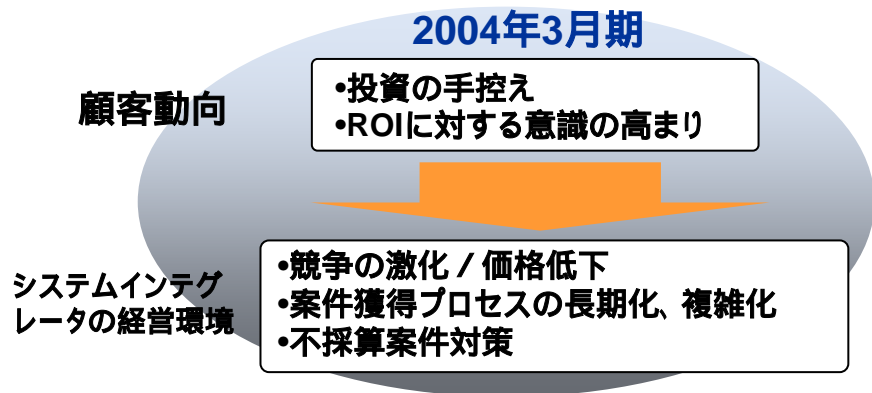 2004年3月期
顧客動向
•投資の手控え
•ROIに対する意識の高まり
システムインテグ
レータの経営環境
•競争の激化 / 価格低下
•案件獲得プロセスの長期化、複雑化
•不採算案件対策